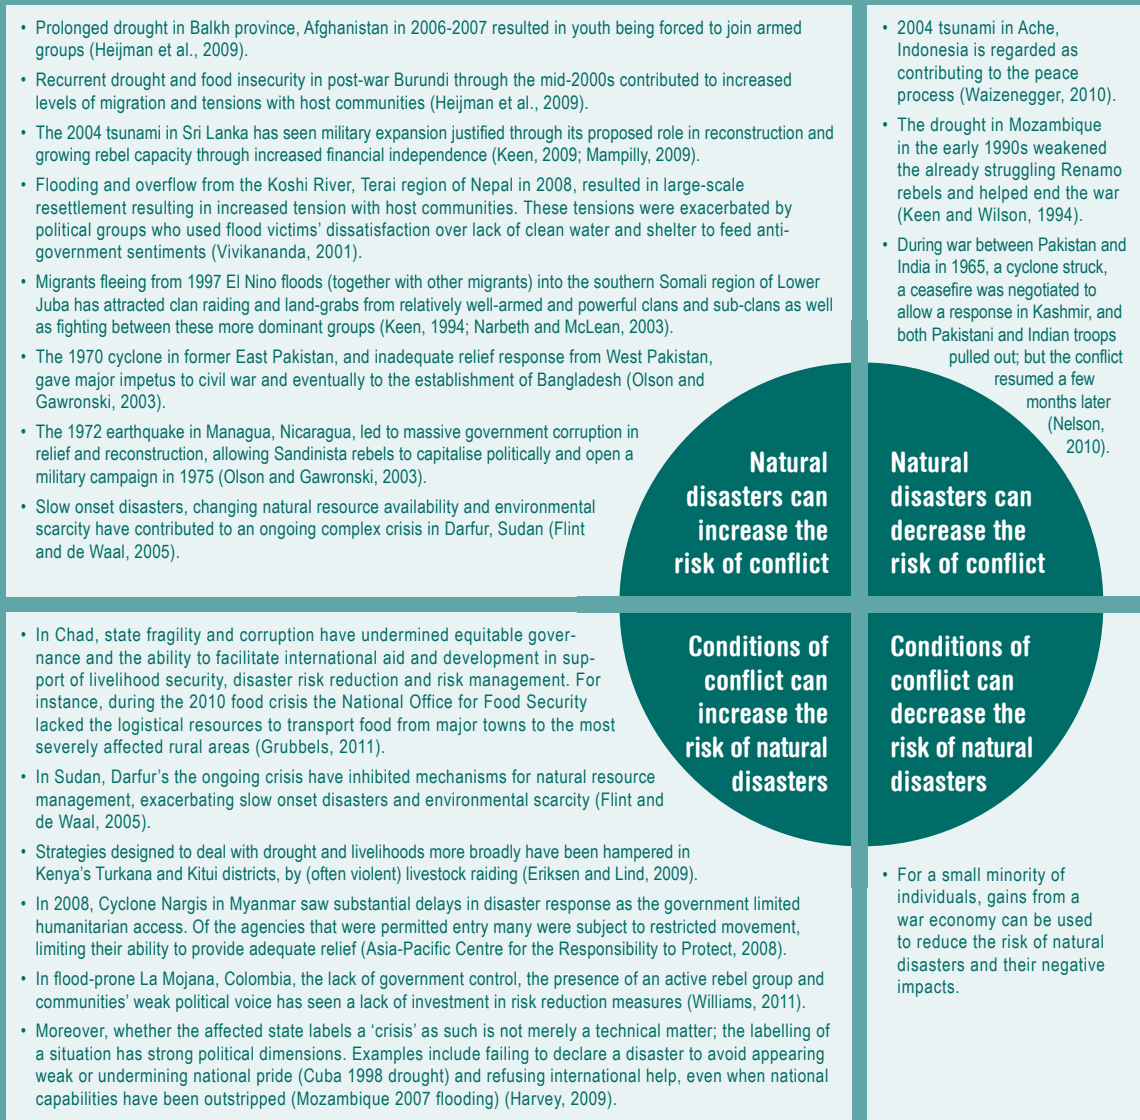 • Prolonged drought in Balkh province, Afghanistan in 2006-2007 resulted in youth being forced to join armed
groups (Heijman et al., 2009).
• Recurrent drought and food insecurity in post-war Burundi through the mid-2000s contributed to increased
levels of migration and tensions with host communities (Heijman et al., 2009).
• The 2004 tsunami in Sri Lanka has seen military expansion justified through its proposed role in reconstruction and
growing rebel capacity through increased financial independence (Keen, 2009; Mampilly, 2009).
• Flooding and overflow from the Koshi River, Terai region of Nepal in 2008, resulted in large-scale
resettlement resulting in increased tension with host communities. These tensions were exacerbated by
political groups who used flood victims' dissatisfaction over lack of clean water and shelter to feed anti-
government sentiments (Vivikananda, 2001).
• Migrants fleeing from 1997 El Nino floods (together with other migrants) into the southern Somali region of Lower
Juba has attracted clan raiding and land-grabs from relatively well-armed and powerful clans and sub-clans as well
as fighting between these more dominant groups (Keen, 1994; Narbeth and McLean, 2003).
• The 1970 cyclone in former East Pakistan, and inadequate relief response from West Pakistan,
gave major impetus to civil war and eventually to the establishment of Bangladesh (Olson and
Gawronski, 2003).
• The 1972 earthquake in Managua, Nicaragua, led to massive government corruption in
relief and reconstruction, allowing Sandinista rebels to capitalise politically and open a
military campaign in 1975 (Olson and Gawronski, 2003).
• Slow onset disasters, changing natural resource availability and environmental
scarcity have contributed to an ongoing complex crisis in Darfur, Sudan (Flint
and de Waal, 2005).
Natural
disasters can
increase the
risk of conflict
• 2004 tsunami in Ache,
Indonesia is regarded as
contributing to the peace
process (Waizenegger, 2010).
• The drought in Mozambique
in the early 1990s weakened
the already struggling Renamo
rebels and helped end the war
(Keen and Wilson, 1994).
• During war between Pakistan and
India in 1965, a cyclone struck,
a ceasefire was negotiated to
allow a response in Kashmir, and
both Pakistani and Indian troops
pulled out; but the conflict
resumed a few
months later
(Nelson,
2010).
Natural
disasters can
decrease the
risk of conflict
• In Chad, state fragility and corruption have undermined equitable gover-
nance and the ability to facilitate international aid and development in sup-
port of livelihood security, disaster risk reduction and risk management. For
instance, during the 2010 food crisis the National Office for Food Security
lacked the logistical resources to transport food from major towns to the most
severely affected rural areas (Grubbels, 2011).
• In Sudan, Darfur's the ongoing crisis have inhibited mechanisms for natural resource
management, exacerbating slow onset disasters and environmental scarcity (Flint and
de Waal, 2005).
• Strategies designed to deal with drought and livelihoods more broadly have been hampered in
Kenya's Turkana and Kitui districts, by (often violent) livestock raiding (Eriksen and Lind, 2009).
• In 2008, Cyclone Nargis in Myanmar saw substantial delays in disaster response as the government limited
humanitarian access. Of the agencies that were permitted entry many were subject to restricted movement,
limiting their ability to provide adequate relief (Asia-Pacific Centre for the Responsibility to Protect, 2008).
• In flood-prone La Mojana, Colombia, the lack of government control, the presence of an active rebel group and
communities' weak political voice has seen a lack of investment in risk reduction measures (Williams, 2011).
• Moreover, whether the affected state labels a 'crisis' as such is not merely a technical matter; the labelling of
a situation has strong political dimensions. Examples include failing to declare a disaster to avoid appearing
weak or undermining national pride (Cuba 1998 drought) and refusing international help, even when national
capabilities have been outstripped (Mozambique 2007 flooding) (Harvey, 2009).
Conditions of
conflict can
increase the
risk of natural
disasters
Conditions of
conflict can
decrease the
risk of natural
disasters
• For a small minority of
individuals, gains from a
war economy can be used
to reduce the risk of natural
disasters and their negative
impacts.